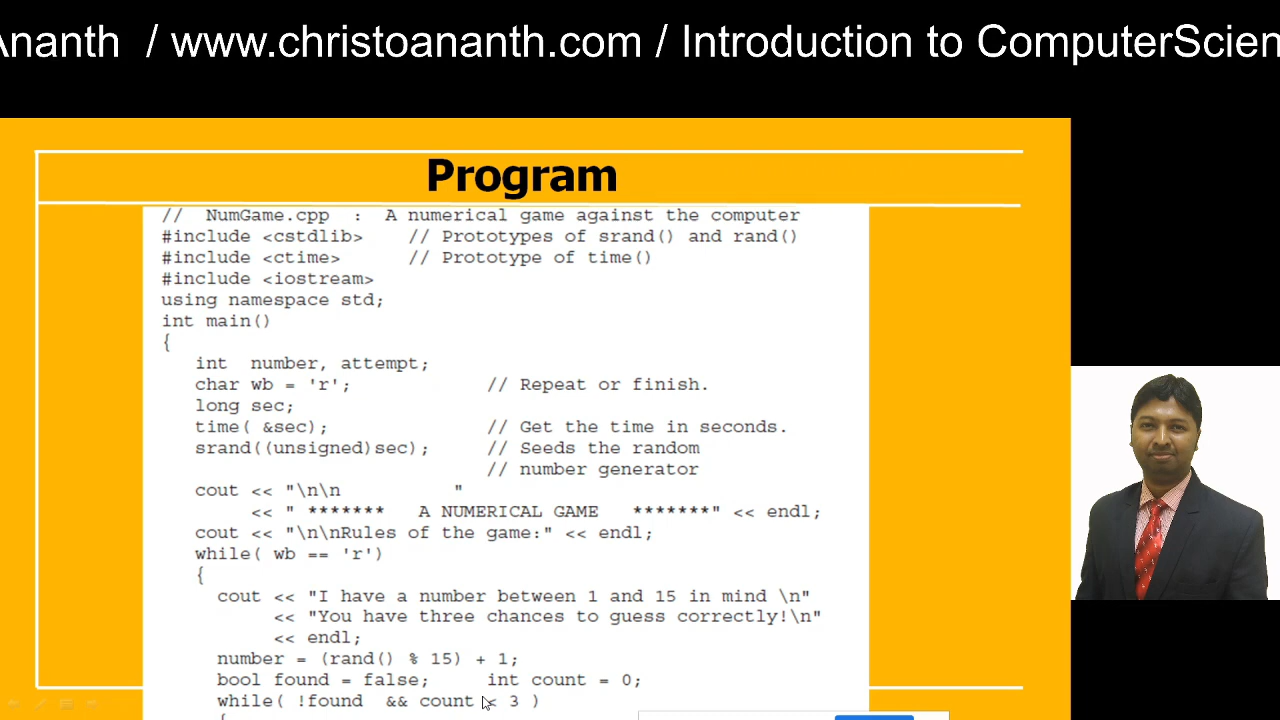 Ananth / www.christoananth.com / Introduction to ComputerScien
Program
// NumGame.cpp : A numerical game against the computer
#include <cstdlib> // Prototypes of srand() and rand()
#include <ctime> // Prototype of time()
#include <iostream>
using namespace std;
int main()
{
int number, attempt;
char wb = 'r'; // Repeat or finish.
long sec;
time( &sec); // Get the time in seconds.
srand((unsigned)sec); // Seeds the random
// number generator
cout << "\n\n "
<< " ******* A NUMERICAL GAME *******" << endl;
cout << "\n\nRules of the game:" << endl;
while( wb == 'r')
{
cout << "I have a number between 1 and 15 in mind \n"
<< "You have three chances to guess correctly!\n"
<< endl;
number = (rand() % 15) + 1;
bool found = false; int count = 0;
while( !found && count < 3 )
{